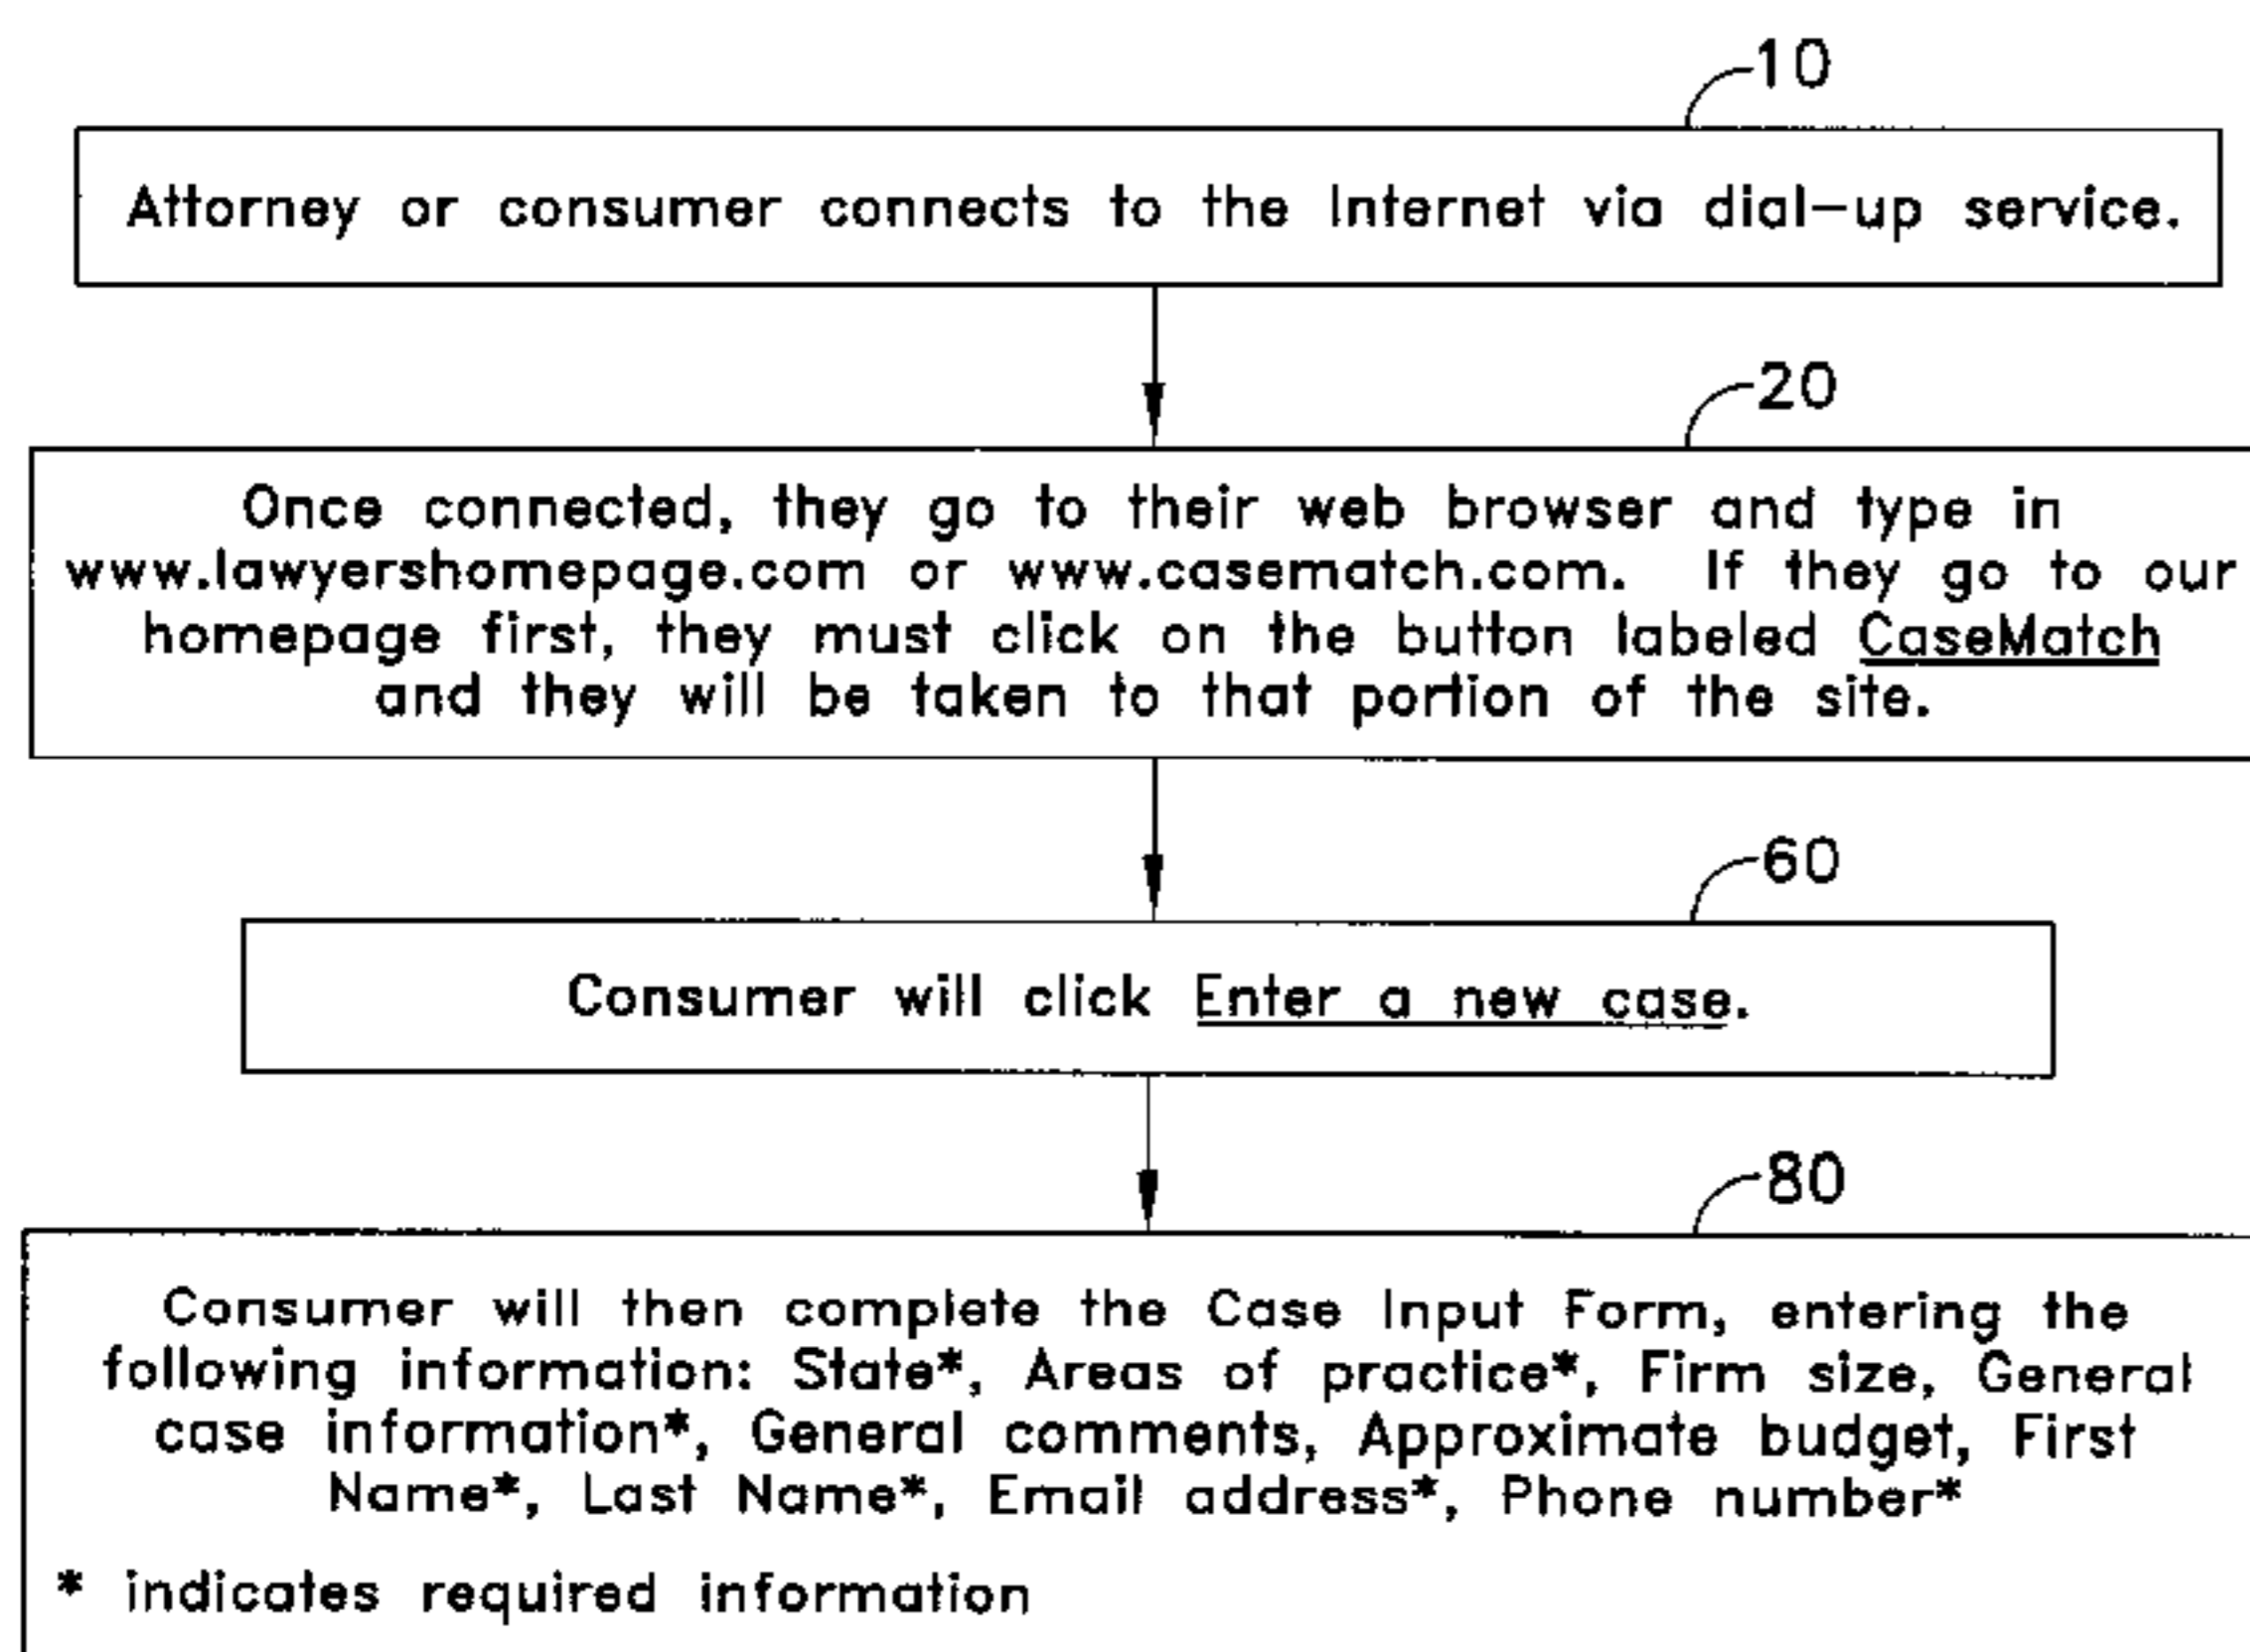 10
Attorney or consumer connects to the Internet via dial-up service.
20
Once connected, they go to their web browser and type in
www.lawyershomepage.com or www.casematch.com. If they go to our
homepage first, they must click on the button labeled CaseMatch
and they will be taken to that portion of the site.
60
Consumer will click Enter a new case.
80
Consumer will then complete the Case Input Form, entering the
following information: State*, Areas of practice*, Firm size, General
case information*, General comments, Approximate budget, First
Name*, Last Name*, Email address*, Phone number*
* indicates required information